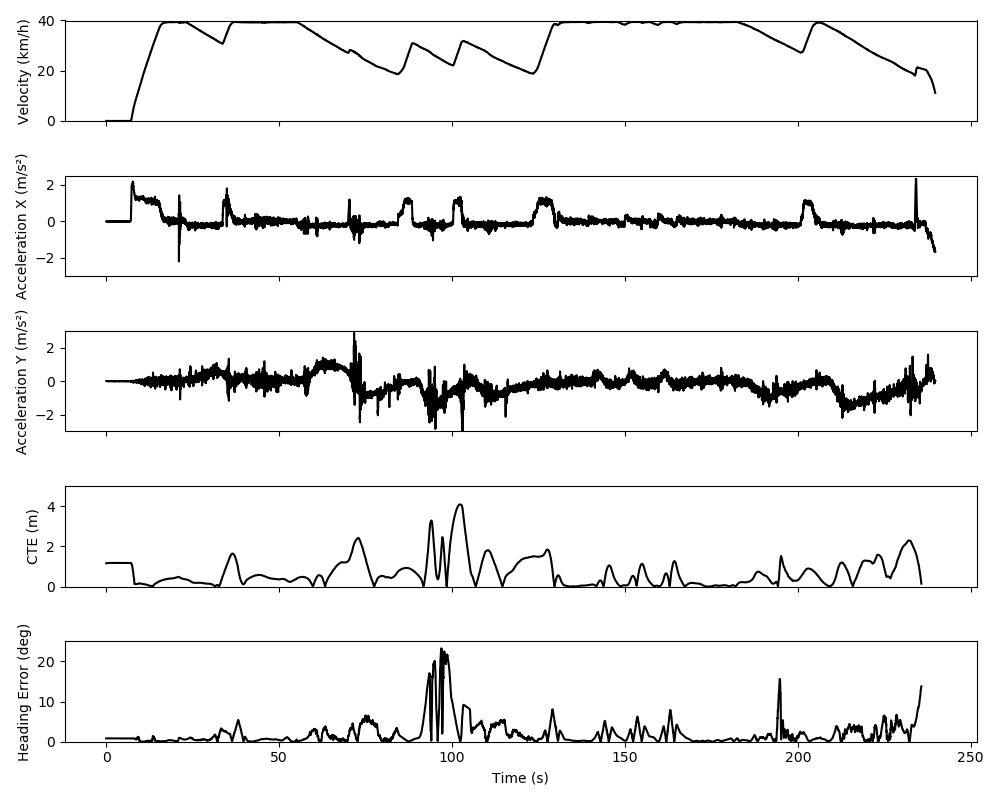 Velocity (km/h)
40
20
0
Acceleration X (m/s²)
2
0
−2
Acceleration Y (m/s²)
2
0
−2
CTE (m)
4
2
0
Heading Error (deg)
20
10
0
0 50 100 150 200 250
Time (s)